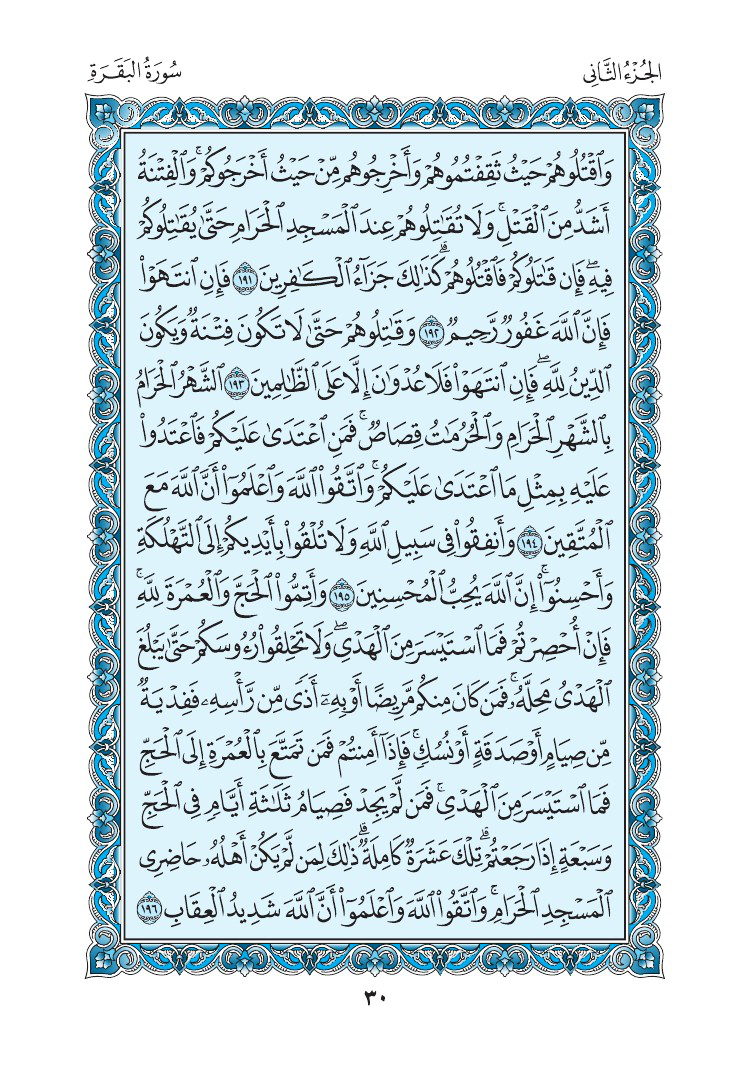 الجُزْءُ الثَّانِي
سُورَةُ البَقَرَةِ
وَٱقۡتُلُوهُمۡ حَيۡثُ ثَقِفۡتُمُوهُمۡ وَأَخۡرِجُوهُم مِّنۡ حَيۡثُ أَخۡرَجُوكُمۡۚ وَٱلۡفِتۡنَةُ
أَشَدُّ مِنَ ٱلۡقَتۡلِۚ وَلَا تُقَٰتِلُوهُمۡ عِندَ ٱلۡمَسۡجِدِ ٱلۡحَرَامِ حَتَّىٰ يُقَٰتِلُوكُمۡ
فِيهِۖ فَإِن قَٰتَلُوكُمۡ فَٱقۡتُلُوهُمۡۗ كَذَٰلِكَ جَزَآءُ ٱلۡكَٰفِرِينَ ١٩١ فَإِنِ ٱنتَهَوۡاْ
فَإِنَّ ٱللَّهَ غَفُورٞ رَّحِيمٞ ١٩٢ وَقَٰتِلُوهُمۡ حَتَّىٰ لَا تَكُونَ فِتۡنَةٞ وَيَكُونَ
ٱلدِّينُ لِلَّهِۖ فَإِنِ ٱنتَهَوۡاْ فَلَا عُدۡوَٰنَ إِلَّا عَلَى ٱلظَّٰلِمِينَ ١٩٣ ٱلشَّهۡرُ ٱلۡحَرَامُ
بِٱلشَّهۡرِ ٱلۡحَرَامِ وَٱلۡحُرُمَٰتُ قِصَاصٞۚ فَمَنِ ٱعۡتَدَىٰ عَلَيۡكُمۡ فَٱعۡتَدُواْ
عَلَيۡهِ بِمِثۡلِ مَا ٱعۡتَدَىٰ عَلَيۡكُمۡۚ وَٱتَّقُواْ ٱللَّهَ وَٱعۡلَمُوٓاْ أَنَّ ٱللَّهَ مَعَ
ٱلۡمُتَّقِينَ ١٩٤ وَأَنفِقُواْ فِي سَبِيلِ ٱللَّهِ وَلَا تُلۡقُواْ بِأَيۡدِيكُمۡ إِلَى ٱلتَّهۡلُكَةِ
وَأَحۡسِنُوٓاْۚ إِنَّ ٱللَّهَ يُحِبُّ ٱلۡمُحۡسِنِينَ ١٩٥ وَأَتِمُّواْ ٱلۡحَجَّ وَٱلۡعُمۡرَةَ لِلَّهِۚ
فَإِنۡ أُحۡصِرۡتُمۡ فَمَا ٱسۡتَيۡسَرَ مِنَ ٱلۡهَدۡيِۖ وَلَا تَحۡلِقُواْ رُءُوسَكُمۡ حَتَّىٰ يَبۡلُغَ
ٱلۡهَدۡيُ مَحِلَّهُۥۚ فَمَن كَانَ مِنكُم مَّرِيضًا أَوۡ بِهِۦٓ أَذٗى مِّن رَّأۡسِهِۦ فَفِدۡيَةٞ
مِّن صِيَامٍ أَوۡ صَدَقَةٍ أَوۡ نُسُكٖۚ فَإِذَآ أَمِنتُمۡ فَمَن تَمَتَّعَ بِٱلۡعُمۡرَةِ إِلَى ٱلۡحَجِّ
فَمَا ٱسۡتَيۡسَرَ مِنَ ٱلۡهَدۡيِۚ فَمَن لَّمۡ يَجِدۡ فَصِيَامُ ثَلَٰثَةِ أَيَّامٖ فِي ٱلۡحَجِّ
وَسَبۡعَةٍ إِذَا رَجَعۡتُمۡۗ تِلۡكَ عَشَرَةٞ كَامِلَةٞۗ ذَٰلِكَ لِمَن لَّمۡ يَكُنۡ أَهۡلُهُۥ حَاضِرِي
ٱلۡمَسۡجِدِ ٱلۡحَرَامِۚ وَٱتَّقُواْ ٱللَّهَ وَٱعۡلَمُوٓاْ أَنَّ ٱللَّهَ شَدِيدُ ٱلۡعِقَابِ ١٩٦
٣٠